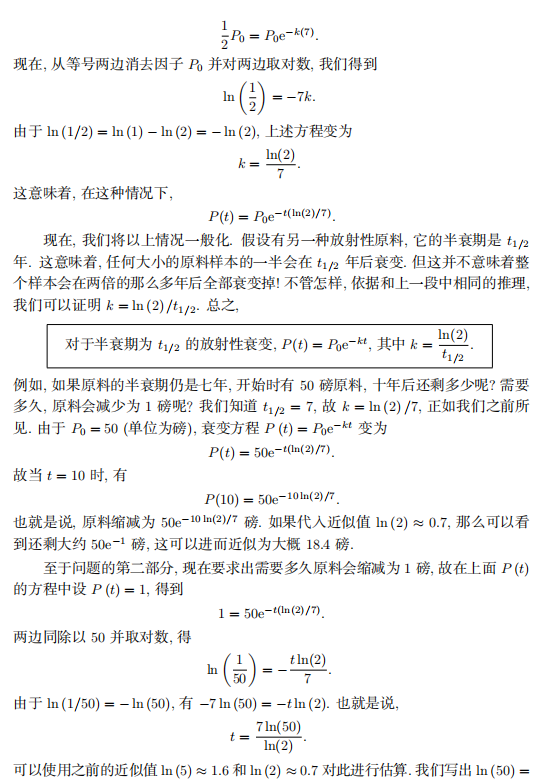 $\frac{1}{2}P_0 = P_0 e^{-k(7)}.$
现在, 从等号两边消去因子 $P_0$ 并对两边取对数, 我们得到
$\ln\left(\frac{1}{2}\right) = -7k.$
由于 $\ln(1/2) = \ln(1) - \ln(2) = -\ln(2)$, 上述方程变为
$k = \frac{\ln(2)}{7}.$
这意味着, 在这种情况下,
$P(t) = P_0 e^{-t(\ln(2)/7)}.$
现在, 我们将以上情况一般化. 假设有另一种放射性原料, 它的半衰期是 $t_{1/2}$
年. 这意味着, 任何大小的原料样本的一半会在 $t_{1/2}$ 年后衰变. 但这并不意味着整
个样本会在两倍的那么多年后全部衰变掉! 不管怎样, 依据和上一段中相同的推理,
我们可以证明 $k = \ln(2)/t_{1/2}$. 总之,
对于半衰期为 $t_{1/2}$ 的放射性衰变, $P(t) = P_0 e^{-kt}$, 其中 $k = \frac{\ln(2)}{t_{1/2}}.$
例如, 如果原料的半衰期仍是七年, 开始时有 50 磅原料, 十年后还剩多少呢? 需要
多久, 原料会减少为 1 磅呢? 我们知道 $t_{1/2} = 7$, 故 $k = \ln(2)/7$, 正如我们之前所
见. 由于 $P_0 = 50$ (单位为磅), 衰变方程 $P(t) = P_0 e^{-kt}$ 变为
$P(t) = 50e^{-t(\ln(2)/7)}.$
故当 $t = 10$ 时, 有
$P(10) = 50e^{-10\ln(2)/7}.$
也就是说, 原料缩减为 $50e^{-10\ln(2)/7}$ 磅. 如果代入近似值 $\ln(2) \approx 0.7$, 那么可以看
到还剩大约 $50e^{-1}$ 磅, 这可以进而近似为大概 18.4 磅.
至于问题的第二部分, 现在要求出需要多久原料会缩减为 1 磅, 故在上面 $P(t)$
的方程中设 $P(t) = 1$, 得到
$1 = 50e^{-t(\ln(2)/7)}.$
两边同除以 50 并取对数, 得
$\ln\left(\frac{1}{50}\right) = -\frac{t\ln(2)}{7}.$
由于 $\ln(1/50) = -\ln(50)$, 有 $-7\ln(50) = -t\ln(2)$. 也就是说,
$t = \frac{7\ln(50)}{\ln(2)}.$
可以使用之前的近似值 $\ln(5) \approx 1.6$ 和 $\ln(2) \approx 0.7$ 对此进行估算. 我们写出 $\ln(50) =$